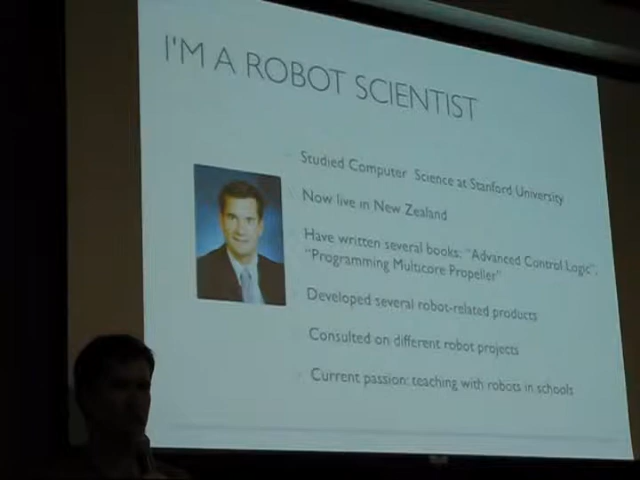 I'M A ROBOT SCIENTIST
Studied Computer Science at Stanford University
Now live in New Zealand
Have written several books: "Advanced Control Logic",
"Programming Multicore Propeller"
Developed several robot-related products
Consulted on different robot projects
Current passion: teaching with robots in schools